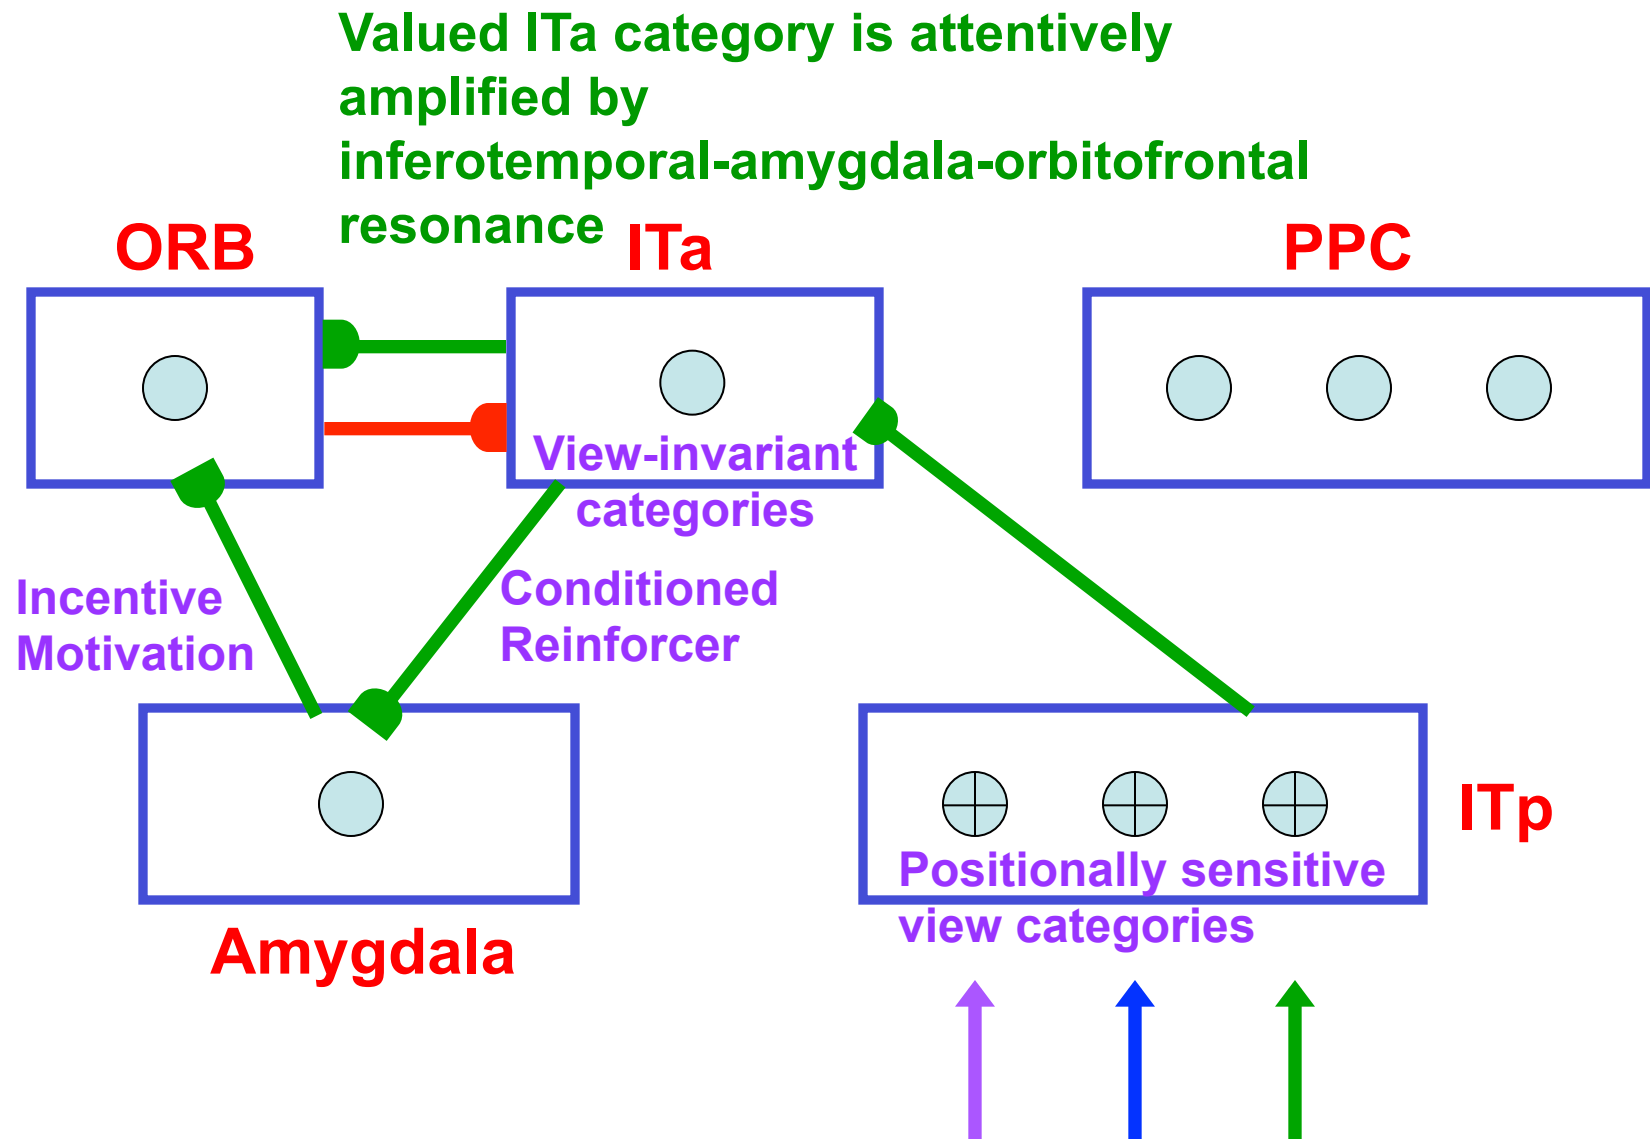 Valued ITa category is attentively
amplified by
inferotemporal-amygdala-orbitofrontal
resonance
ORB
ITa
PPC
View-invariant
categories
Incentive
Motivation
Conditioned
Reinforcer
Amygdala
ITp
Positionally sensitive
view categories